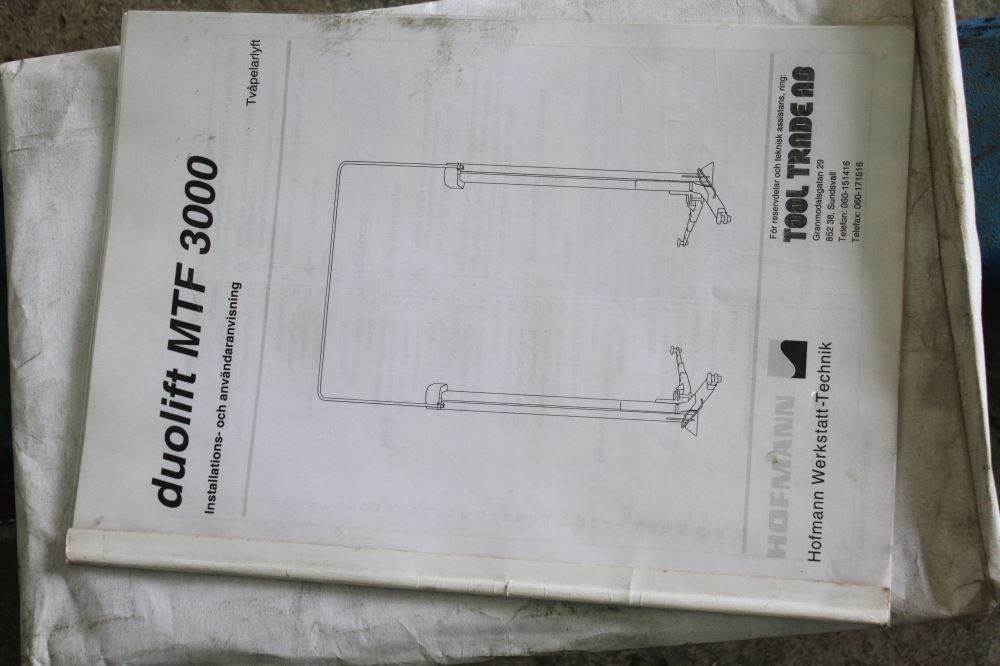 duolift MTF 3000
Installations- och användaranvisning
Tvåpelarlyft
HOFMANN
Hofmann Werkstatt-Technik
För reservdelar och teknisk assistans, ring:
TOOL TRADE AB
Granmodalsgatan 29
852 38, Sundsvall
Telefon: 060-151416
Telefax: 060-171516